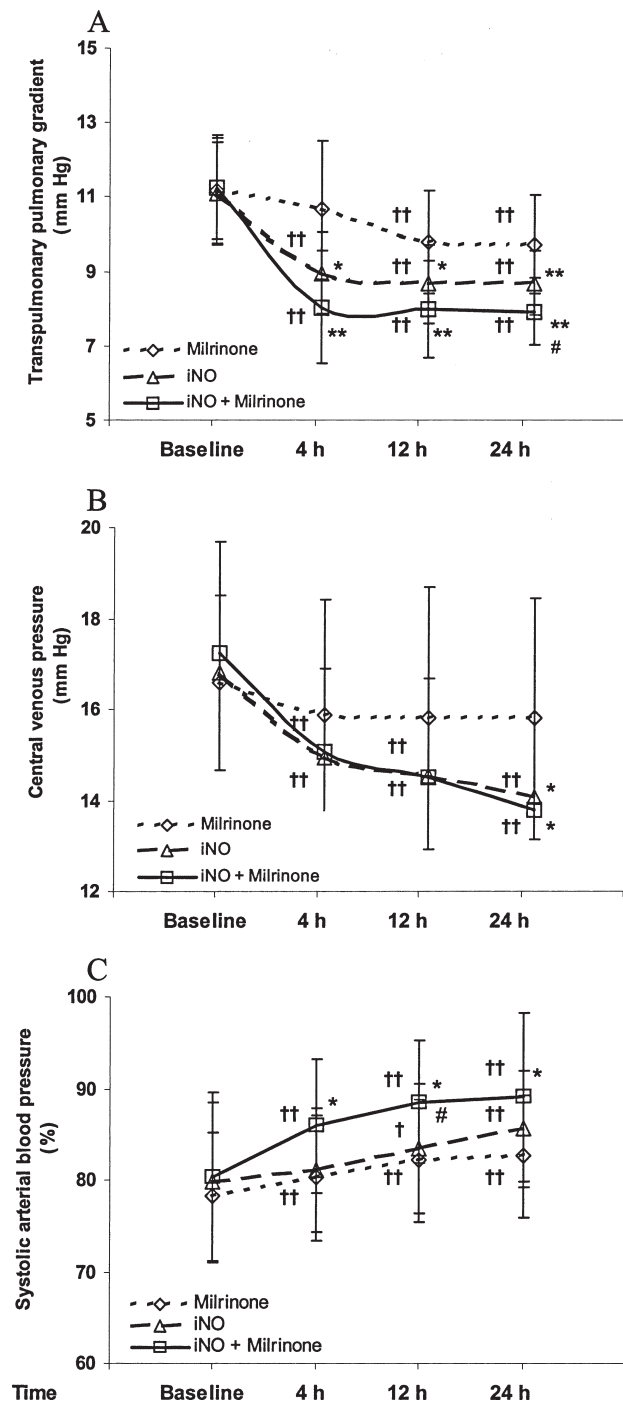 A
Transpulmonary pulmonary gradient
(mm Hg)
15
13
11
9
7
5
†† †† ††
†† * †† * †† **
†† ** †† ** †† **
#
Milrinone
iNO
iNO + Milrinone
Baseline 4 h 12 h 24 h
B
Central venous pressure
(mm Hg)
20
18
16
14
12
†† †† †† *
†† †† †† *
Milrinone
iNO
iNO + Milrinone
Baseline 4 h 12 h 24 h
C
Systolic arterial blood pressure
(%)
100
90
80
70
60
†† * †† * †† *
#
† ††
†† †† ††
Milrinone
iNO
iNO + Milrinone
Time Baseline 4 h 12 h 24 h